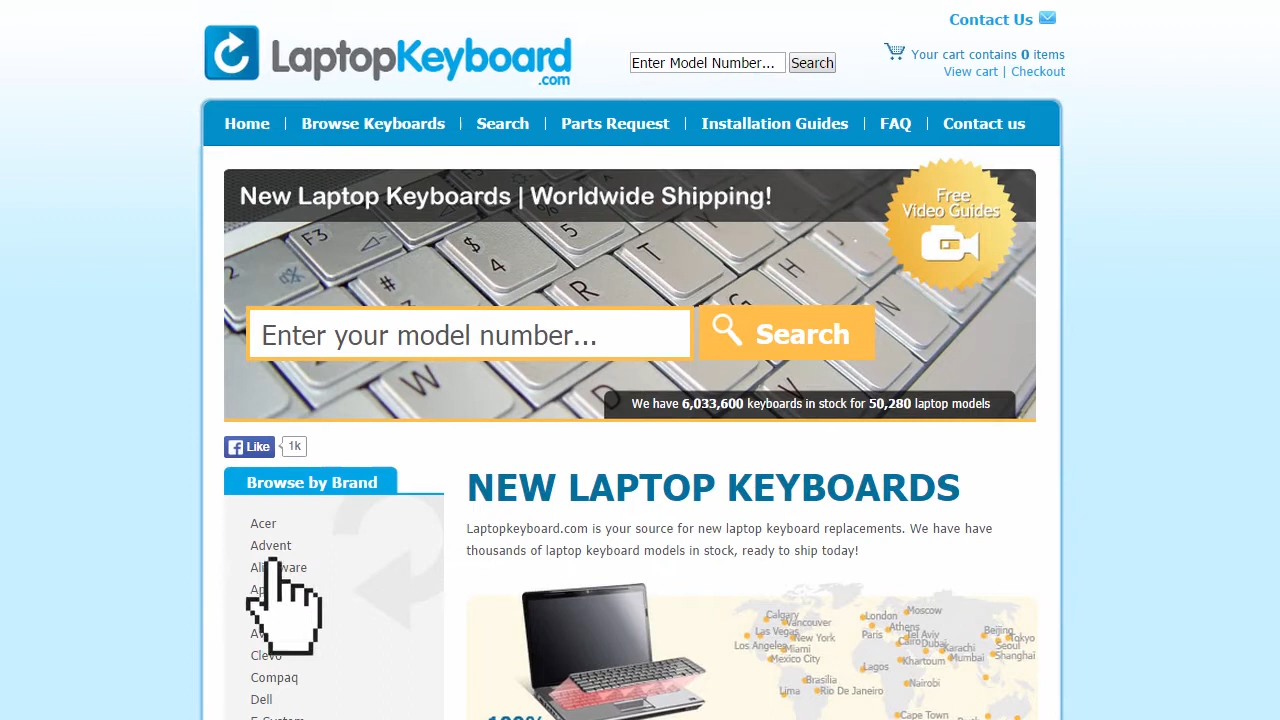 Contact Us
LaptopKeyboard
.com
Enter Model Number...
Search
Your cart contains 0 items
View cart | Checkout
Home
Browse Keyboards
Search
Parts Request
Installation Guides
FAQ
Contact us
New Laptop Keyboards | Worldwide Shipping!
Free
Video Guides
F3
2
$
4
5
T
#
R
H
G
N
W
D
V
Enter your model number...
Search
We have 6,033,600 keyboards in stock for 50,280 laptop models
Like
1k
Browse by Brand
Acer
Advent
Clevo
Compaq
Dell
NEW LAPTOP KEYBOARDS
Laptopkeyboard.com is your source for new laptop keyboard replacements. We have have
thousands of laptop keyboard models in stock, ready to ship today!
Calgary
Vancouver
Las Vegas
New York
Los Angeles
Miami
Mexico City
Brasilia
Lima
Rio De Janeiro
London
Moscow
Paris
Athens
Tel Aviv
Cairo
Dubai
Karachi
Lagos
Khartoum
Mumbai
Nairobi
Cape Town
Beijing
Tokyo
Seoul
Shanghai
100%